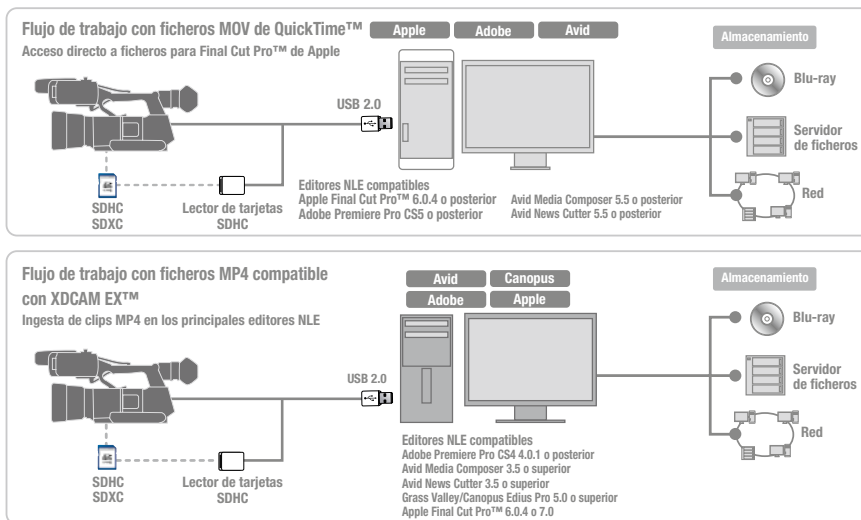 Flujo de trabajo con ficheros MOV de QuickTime™
Apple
Adobe
Avid
Acceso directo a ficheros para Final Cut Pro™ de Apple
Almacenamiento
USB 2.0
Blu-ray
Servidor
de ficheros
Red
SDHC
SDXC
Lector de tarjetas
SDHC
Editores NLE compatibles
Apple Final Cut Pro™ 6.0.4 o posterior
Adobe Premiere Pro CS5 o posterior
Avid Media Composer 5.5 o posterior
Avid News Cutter 5.5 o posterior
Flujo de trabajo con ficheros MP4 compatible
con XDCAM EX™
Ingesta de clips MP4 en los principales editores NLE
Avid
Canopus
Adobe
Apple
Almacenamiento
USB 2.0
Blu-ray
Servidor
de ficheros
Red
SDHC
SDXC
Lector de tarjetas
SDHC
Editores NLE compatibles
Adobe Premiere Pro CS4 4.0.1 o posterior
Avid Media Composer 3.5 o superior
Avid News Cutter 3.5 o superior
Grass Valley/Canopus Edius Pro 5.0 o superior
Apple Final Cut Pro™ 6.0.4 o 7.0